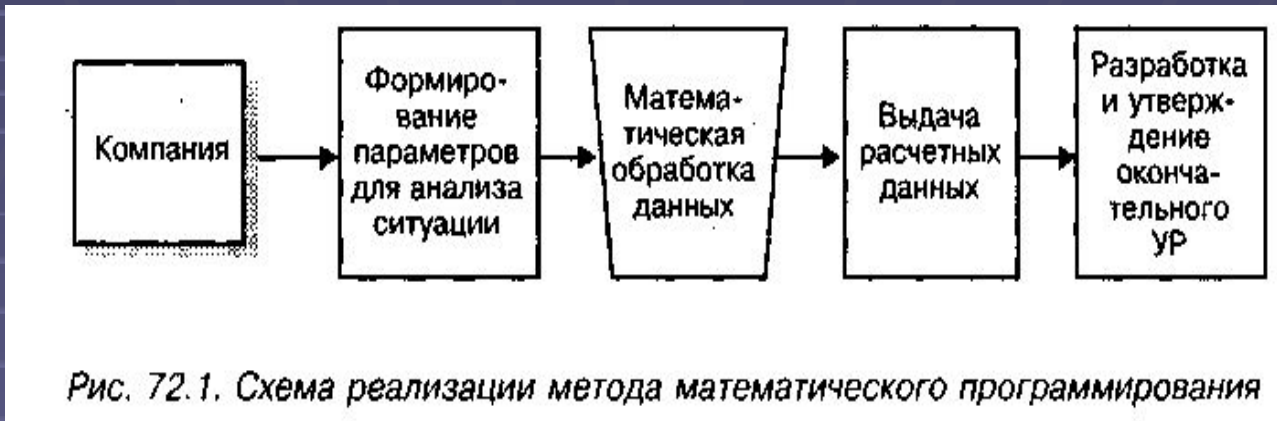 Компания
Формиро-
вание
параметров
для анализа
ситуации
Матема-
тическая
обработка
данных
Выдача
расчетных
данных
Разработка
и утверж-
дение
оконча-
тельного
УР
Рис. 72.1. Схема реализации метода математического программирования